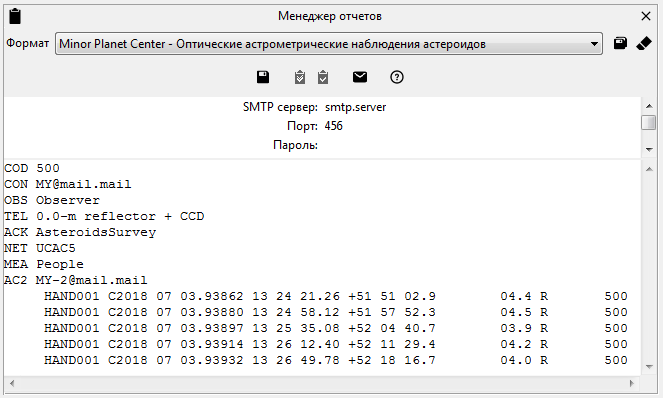 Менеджер отчетов
Формат Minor Planet Center - Оптические астрометрические наблюдения астероидов
SMTP сервер: smtp.server
Порт: 456
Пароль:
COD 500
CON MY@mail.mail
OBS Observer
TEL 0.0-m reflector + CCD
ACK AsteroidsSurvey
NET UCAC5
MEA People
AC2 MY-2@mail.mail
HAND001 C2018 07 03.93862 13 24 21.26 +51 51 02.9 04.4 R 500
HAND001 C2018 07 03.93880 13 24 58.12 +51 57 52.3 04.5 R 500
HAND001 C2018 07 03.93897 13 25 35.08 +52 04 40.7 03.9 R 500
HAND001 C2018 07 03.93914 13 26 12.40 +52 11 29.4 04.2 R 500
HAND001 C2018 07 03.93932 13 26 49.78 +52 18 16.7 04.0 R 500